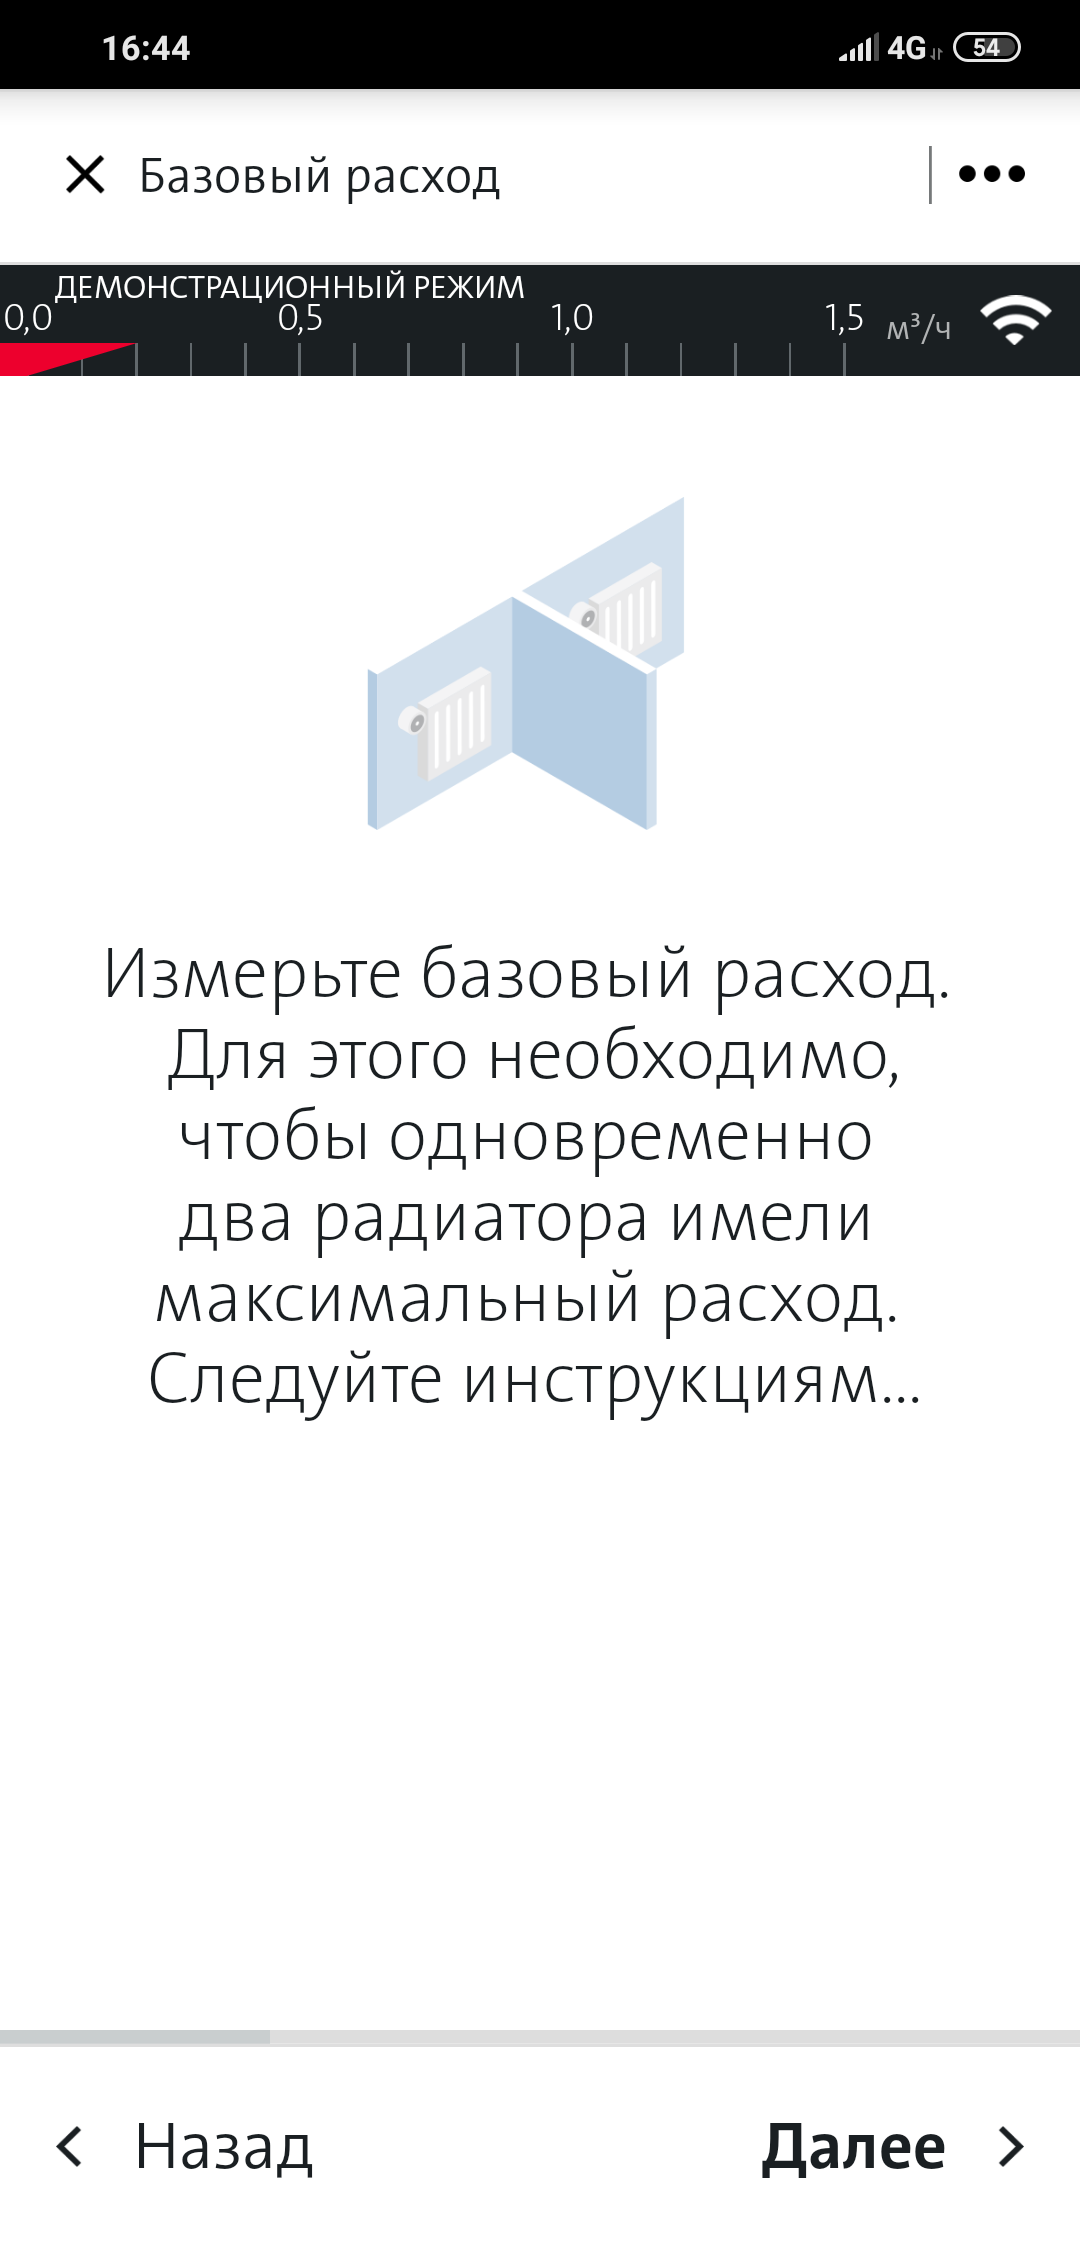 16:44 4G 54
Базовый расход
ДЕМОНСТРАЦИОННЫЙ РЕЖИМ
0,0 0,5 1,0 1,5 м³/ч
Измерьте базовый расход.
Для этого необходимо,
чтобы одновременно
два радиатора имели
максимальный расход.
Следуйте инструкциям...
Назад Далее